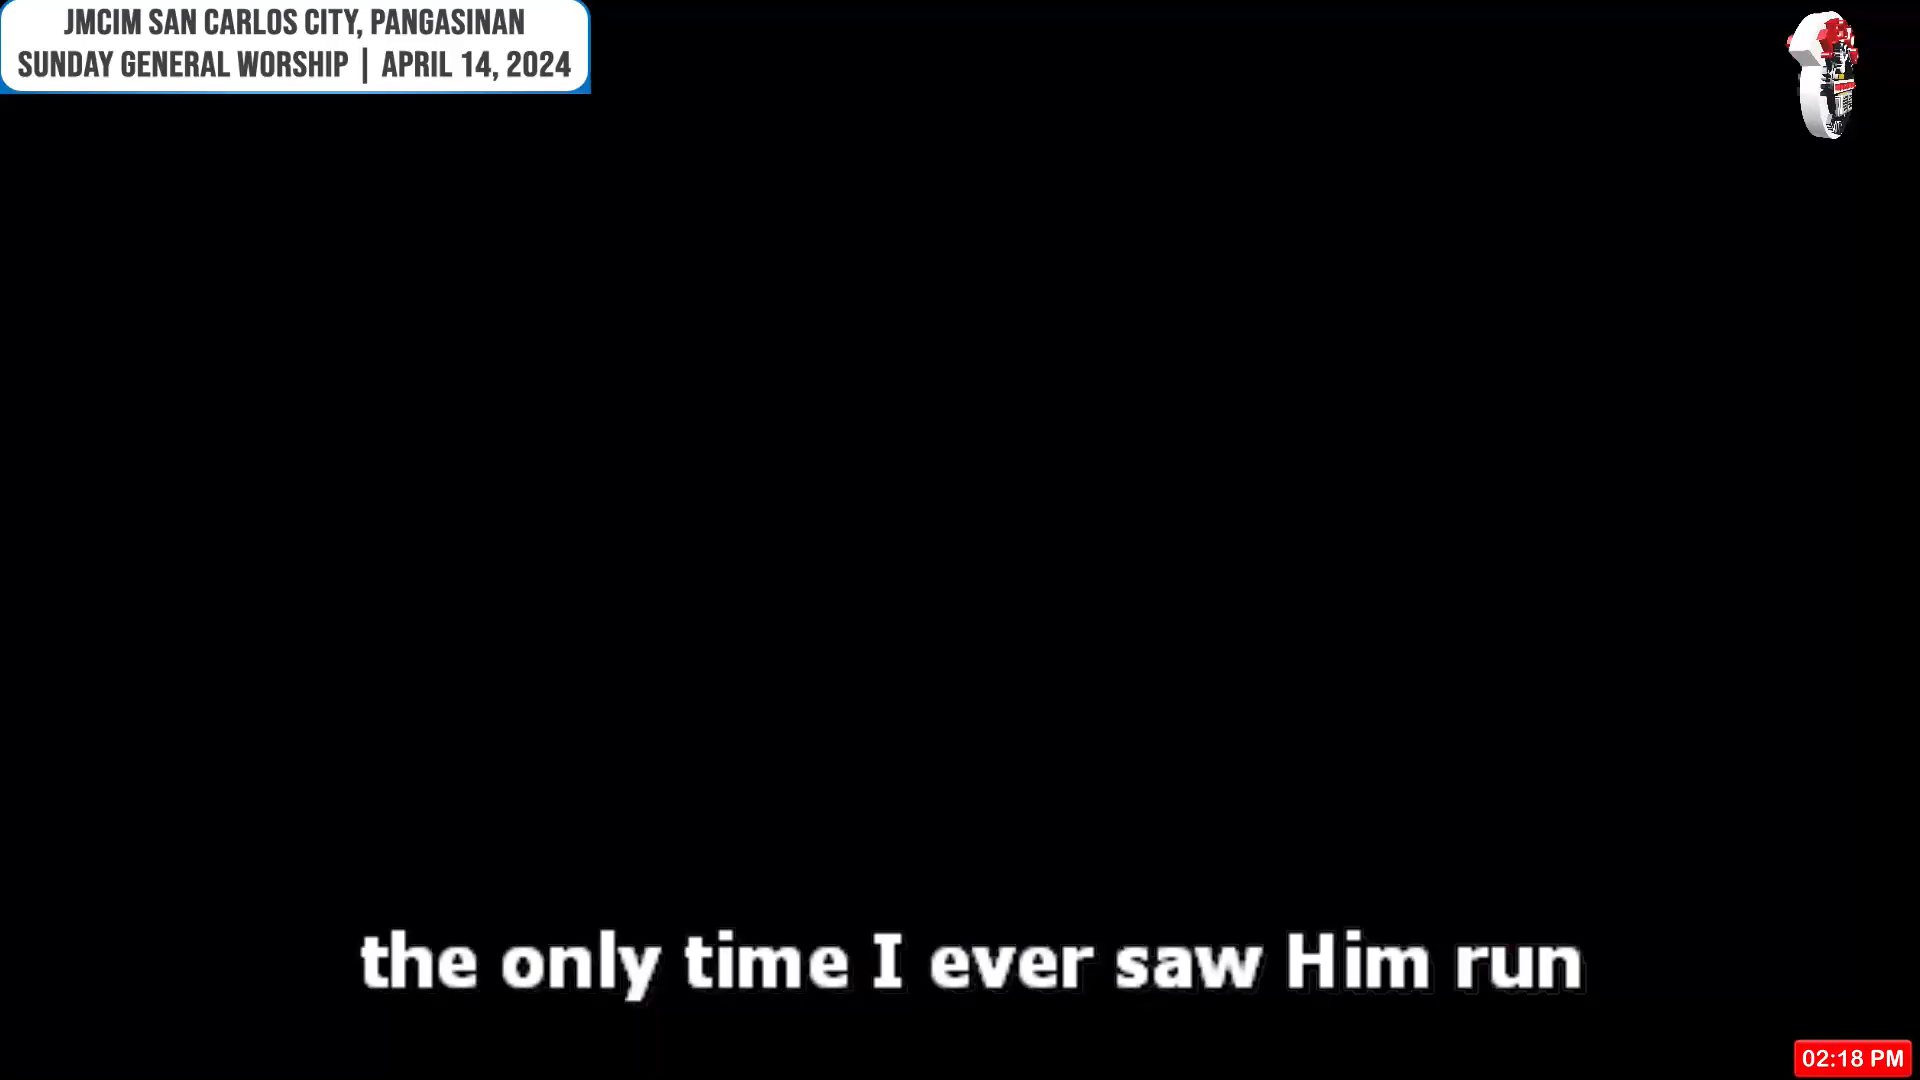 JMCIM SAN CARLOS CITY, PANGASINAN
SUNDAY GENERAL WORSHIP | APRIL 14, 2024
the only time I ever saw Him run
02:18 PM